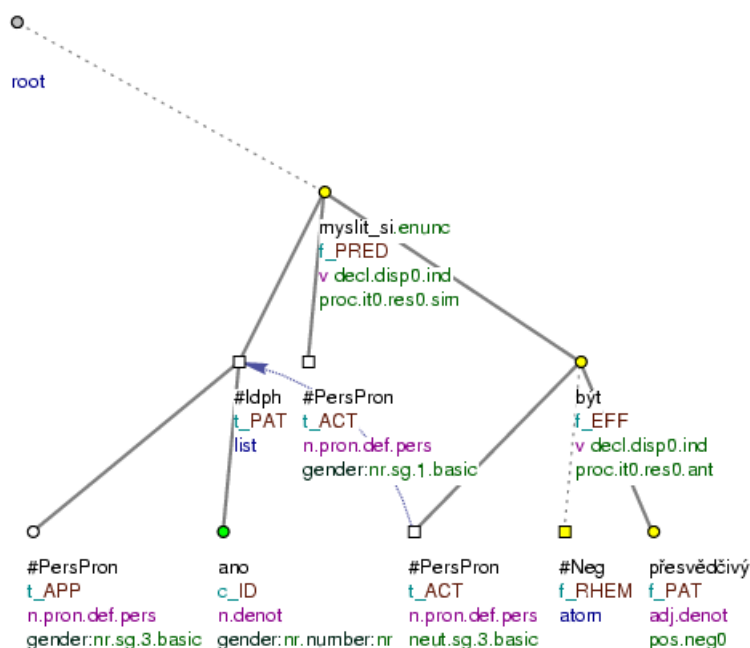 root
myslit_si.enunc
f_PRED
v decl.disp0.ind
proc.it0.res0.sim
#Idph
t_PAT
list
#PersPron
t_ACT
n.pron.def.pers
gender:nr.sg.1.basic
být
f_EFF
v decl.disp0.ind
proc.it0.res0.ant
#PersPron
t_APP
n.pron.def.pers
gender:nr.sg.3.basic
ano
c_ID
n.denot
gender:nr.number:nr
#PersPron
t_ACT
n.pron.def.pers
neut.sg.3.basic
#Neg
f_RHEM
atom
přesvědčivý
f_PAT
adj.denot
pos.neg0